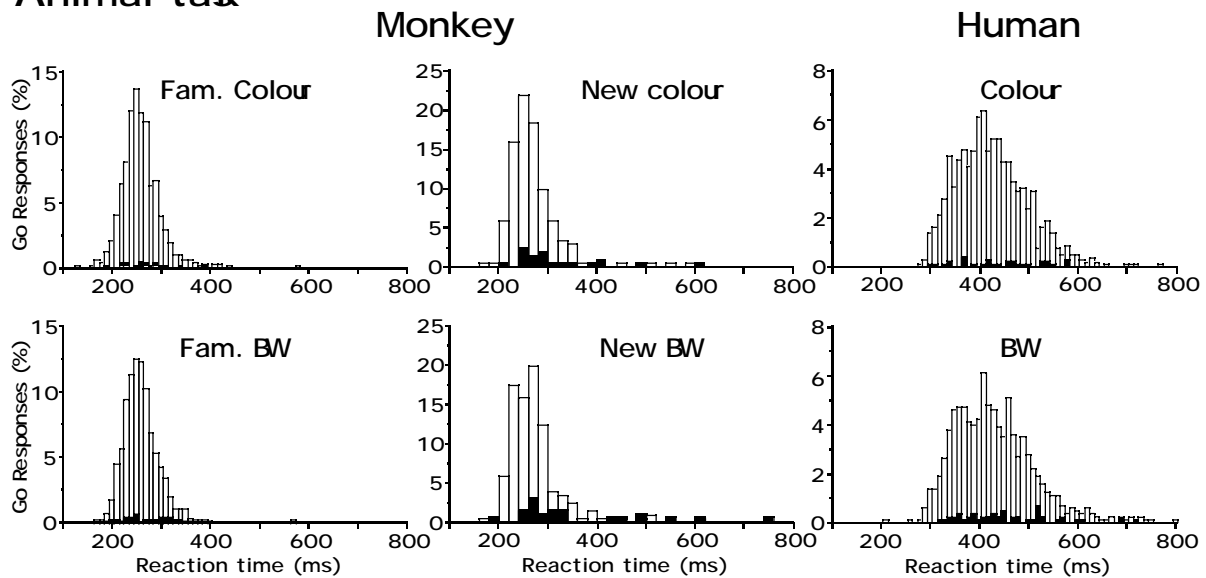 Animal task
Monkey
Human
Fam. Colour
New colour
Colour
Go Responses (%)
15
10
5
0
200 400 600 800
25
20
15
10
5
0
200 400 600 800
8
6
4
2
0
200 400 600 800
Fam. BW
New BW
BW
Go Responses (%)
15
10
5
0
200 400 600 800
Reaction time (ms)
25
20
15
10
5
0
200 400 600 800
Reaction time (ms)
8
6
4
2
0
200 400 600 800
Reaction time (ms)